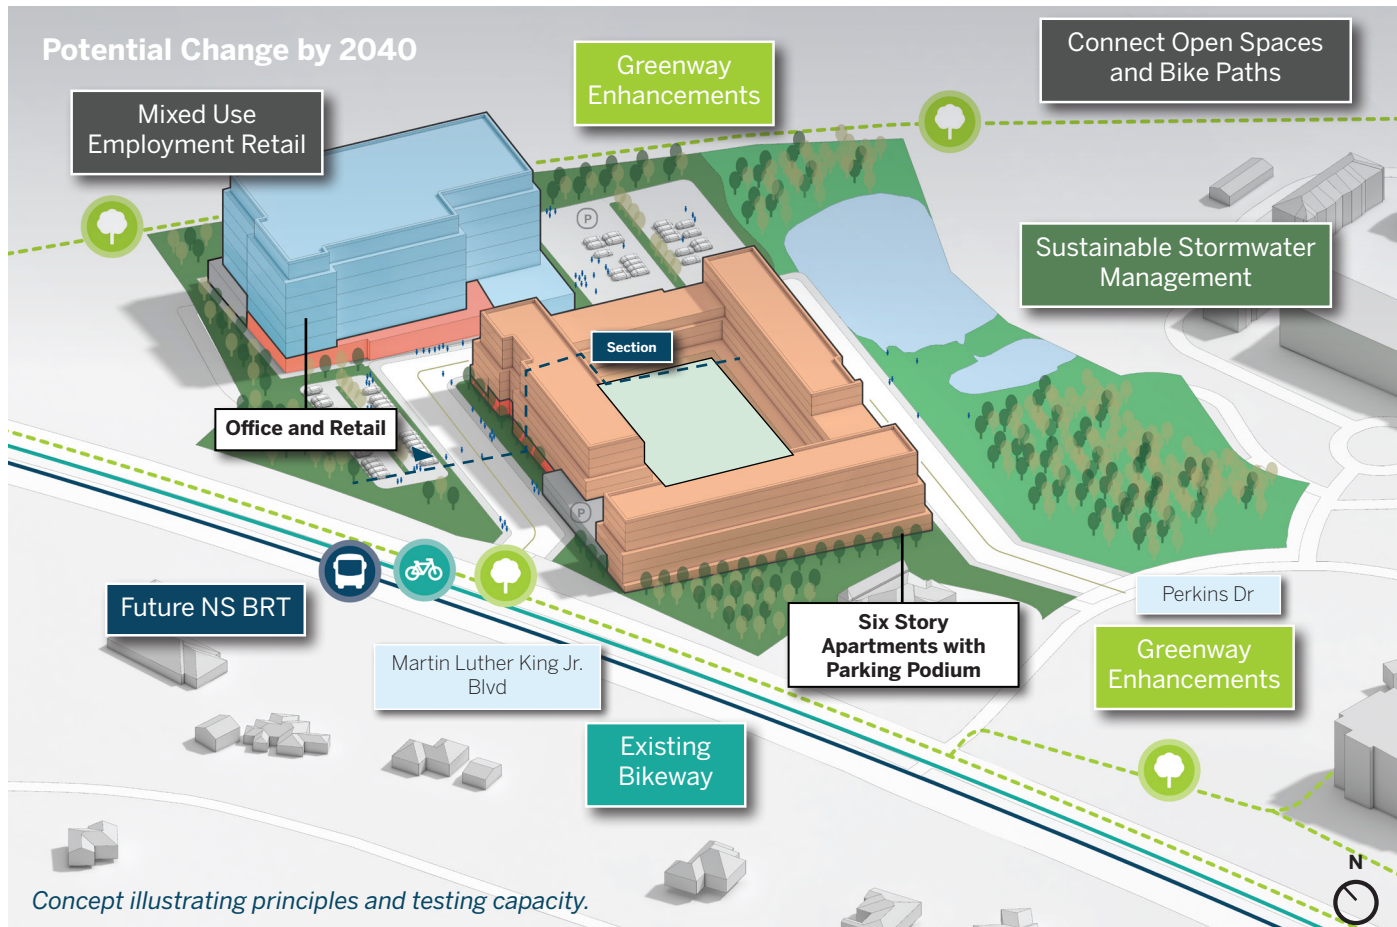 Potential Change by 2040
Greenway
Enhancements
Connect Open Spaces
and Bike Paths
Mixed Use
Employment Retail
P
Sustainable Stormwater
Management
Section
Office and Retail
P
Future NS BRT
Perkins Dr
Six Story
Apartments with
Parking Podium
Martin Luther King Jr.
Blvd
Greenway
Enhancements
Existing
Bikeway
N
Concept illustrating principles and testing capacity.